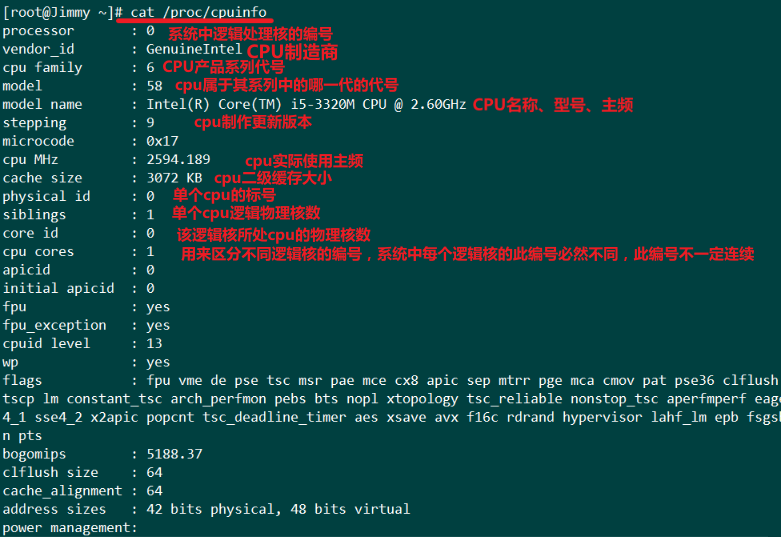 [root@Jimmy ~]# cat /proc/cpuinfo
processor : 0 系统中逻辑处理核的编号
vendor_id : GenuineIntel CPU制造商
cpu family : 6 CPU产品系列代号
model : 58 cpu属于其系列中的哪一代的代号
model name : Intel(R) Core(TM) i5-3320M CPU @ 2.60GHz CPU名称、型号、主频
stepping : 9 cpu制作更新版本
microcode : 0x17
cpu MHz : 2594.189 cpu实际使用主频
cache size : 3072 KB cpu二级缓存大小
physical id : 0 单个cpu的标号
siblings : 1 单个cpu逻辑物理核数
core id : 0 该逻辑核所处cpu的物理核数
cpu cores : 1 用来区分不同逻辑核的编号，系统中每个逻辑核的此编号必然不同，此编号不一定连续
apicid : 0
initial apicid : 0
fpu : yes
fpu_exception : yes
cpuid level : 13
wp : yes
flags : fpu vme de pse tsc msr pae mce cx8 apic sep mtrr pge mca cmov pat pse36 clflush
tscp lm constant_tsc arch_perfmon pebs bts nopl xtopology tsc_reliable nonstop_tsc aperfmperf eag
4_1 sse4_2 x2apic popcnt tsc_deadline_timer aes xsave avx f16c rdrand hypervisor lahf_lm epb fsgs
n pts
bogomips : 5188.37
clflush size : 64
cache_alignment : 64
address sizes : 42 bits physical, 48 bits virtual
power management: